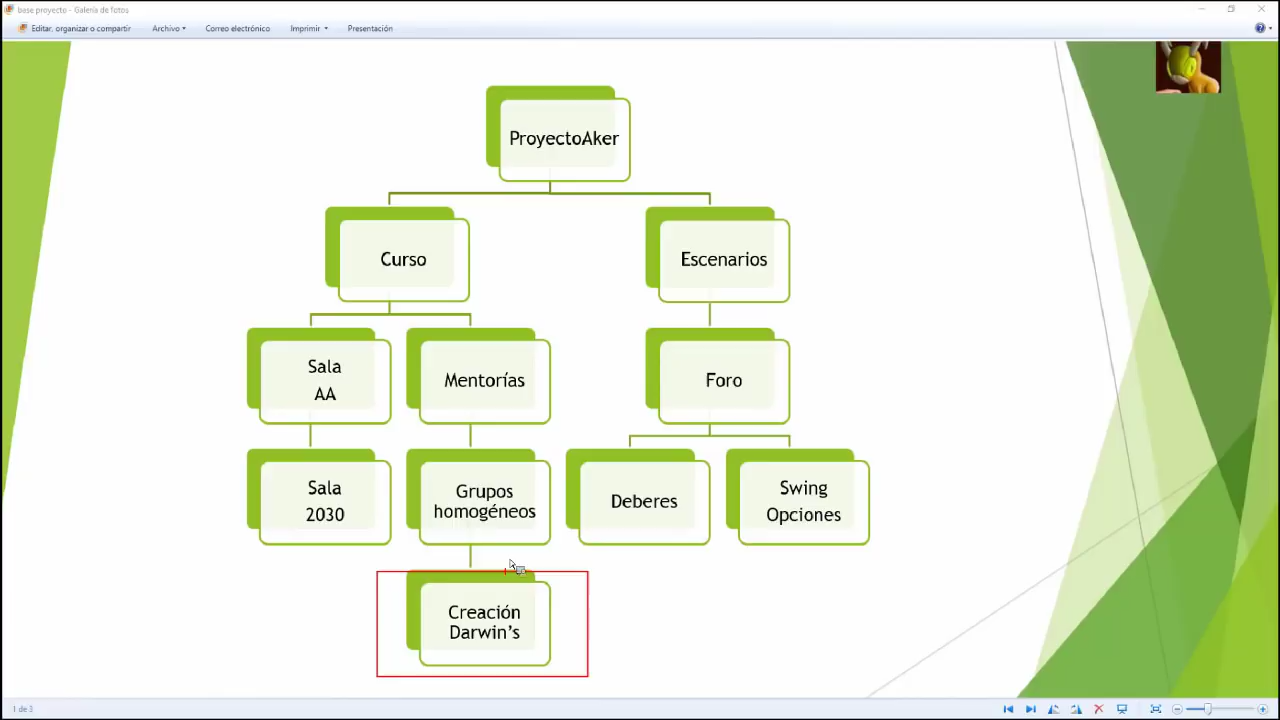 base proyecto - Galería de fotos
Editar, organizar o compartir
Archivo
Correo electrónico
Imprimir
Presentación
ProyectoAker
Curso
Escenarios
Sala
AA
Mentorías
Foro
Sala
2030
Grupos
homogéneos
Deberes
Swing
Opciones
Creación
Darwin's
1 de 3